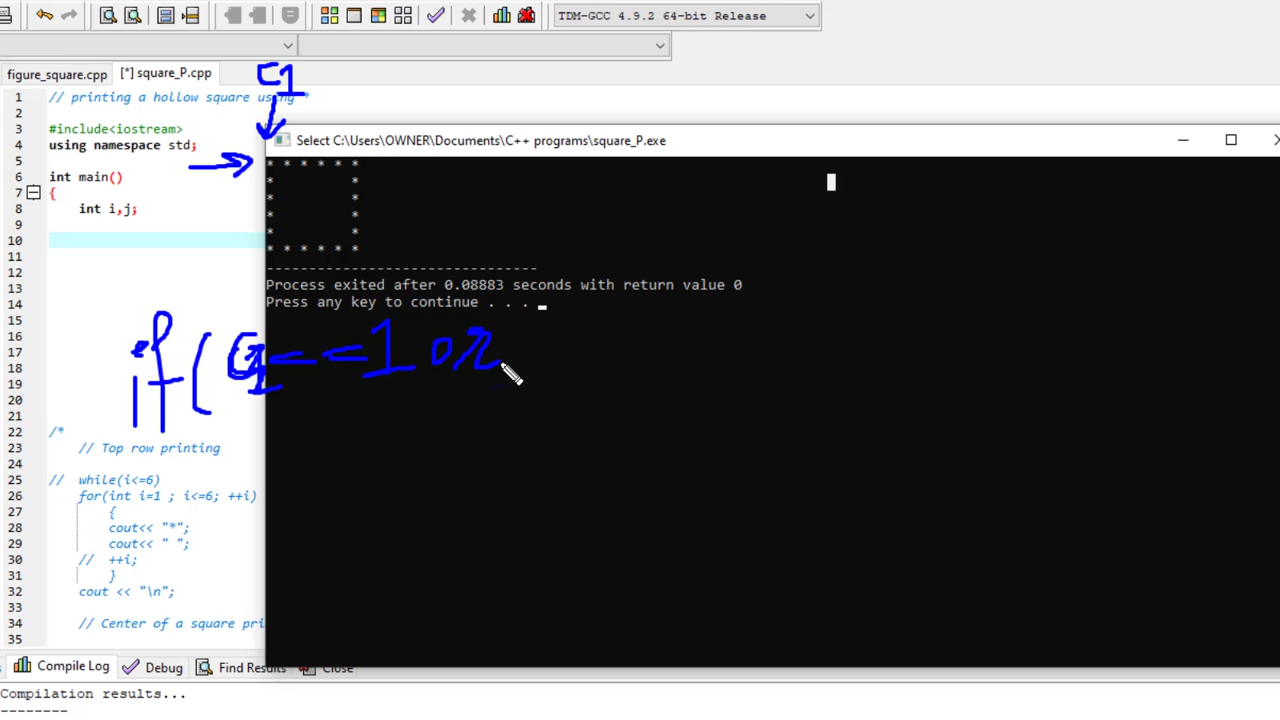 TDM-GCC 4.9.2 64-bit Release
figure_square.cpp [*] square_P.cpp
C1
1 // printing a hollow square using *
2
3 #include<iostream>
4 using namespace std;
5
6 int main()
7 {
8 int i,j;
9
10
11
12
13
14
15
16
17
18
19
20
21
22 /*
23 // Top row printing
24
25 // while(i<=6)
26 for(int i=1 ; i<=6; ++i)
27 {
28 cout<< "*";
29 cout<< " ";
30 // ++i;
31 }
32 cout << "\n";
33
34 // Center of a square pri
35
Select C:\Users\OWNER\Documents\C++ programs\square_P.exe
* * * * * *
* *
* *
* *
* *
* * * * * *
--------------------------------
Process exited after 0.08883 seconds with return value 0
Press any key to continue . . .
if ( == 1 or
Compile Log Debug Find Results Close
Compilation results...
--------